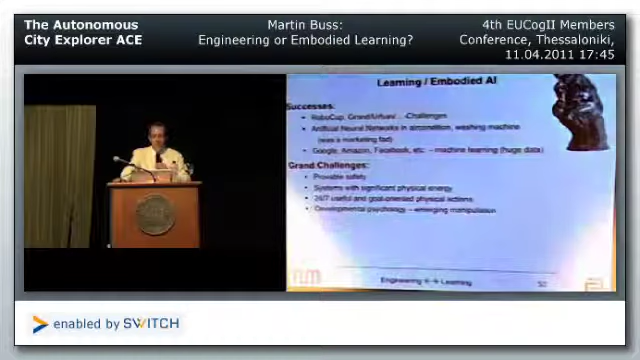 The Autonomous
City Explorer ACE
Martin Buss:
Engineering or Embodied Learning?
4th EUCogII Members
Conference, Thessaloniki,
11.04.2011 17:45
Learning / Embodied AI
Successes:
• RoboCup, Grand/Urban/... -Challenges
• Artificial Neural Networks in airconnetion, washing machine
(was a marketing fad)
• Google, Amazon, Facebook, etc. – machine learning (huge data)
Grand Challenges:
• Provable safety
• Systems with significant physical energy
• 24/7 useful and goal-oriented physical actions
• Developmental psychology – emerging manipulation
Engineering ←→ Learning
52
enabled by SWITCH